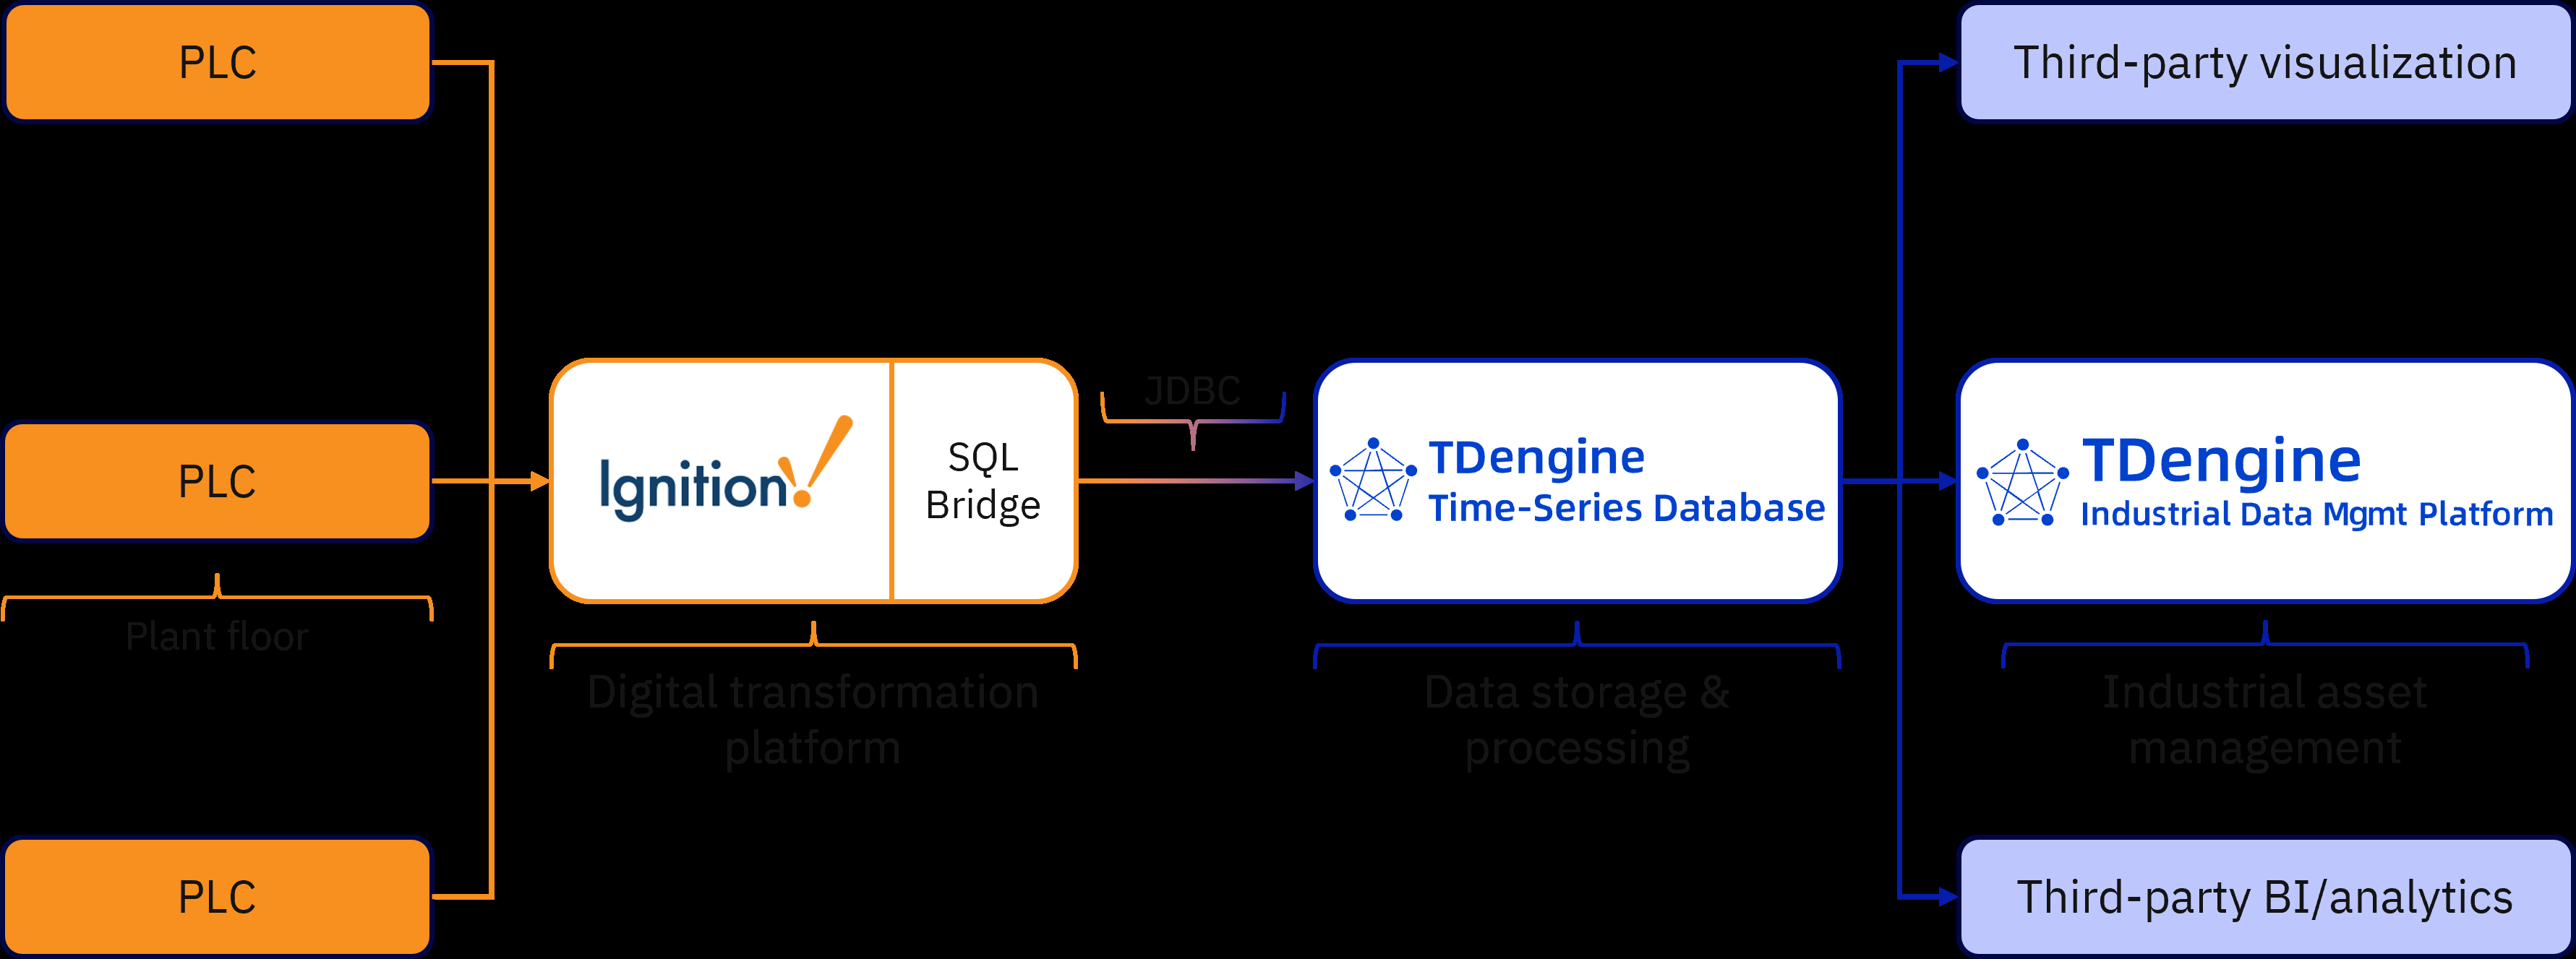 PLC
PLC
Plant floor
PLC
Ignition!
SQL
Bridge
Digital transformation
platform
JDBC
TDengine
Time-Series Database
Data storage &
processing
Third-party visualization
TDengine
Industrial Data Mgmt Platform
Industrial asset
management
Third-party BI/analytics